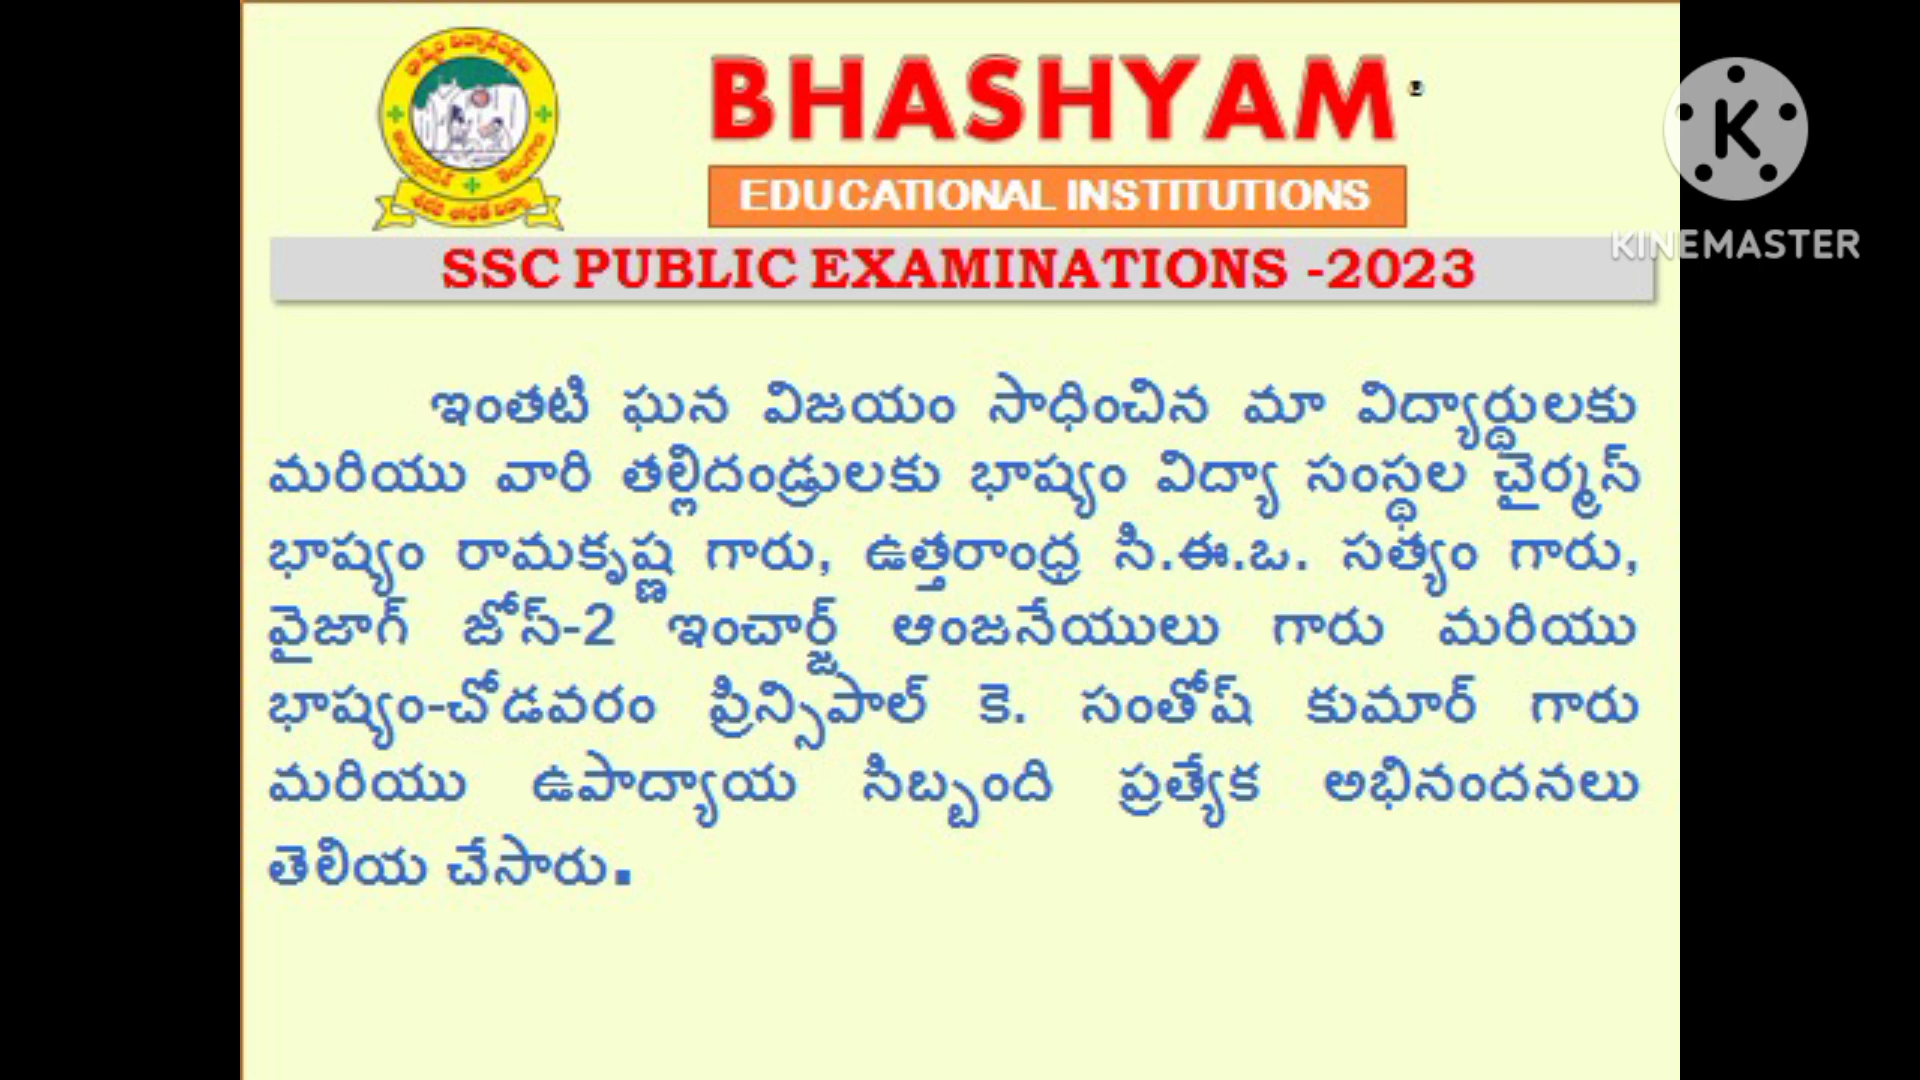 BHASHYAM
EDUCATIONAL INSTITUTIONS
SSC PUBLIC EXAMINATIONS -2023
KINEMASTER
ఇంతటి ఘన విజయం సాధించిన మా విద్యార్థులకు
మరియు వారి తల్లిదండ్రులకు భాష్యం విద్యా సంస్థల చైర్మన్
భాష్యం రామకృష్ణ గారు, ఉత్తరాంధ్ర సి.ఈ.ఒ. సత్యం గారు,
వైజాగ్ జోన్-2 ఇంచార్జ్ ఆంజనేయులు గారు మరియు
భాష్యం-చోడవరం ప్రిన్సిపాల్ కె. సంతోష్ కుమార్ గారు
మరియు ఉపాద్యాయ సిబ్బంది ప్రత్యేక అభినందనలు
తెలియ చేసారు.